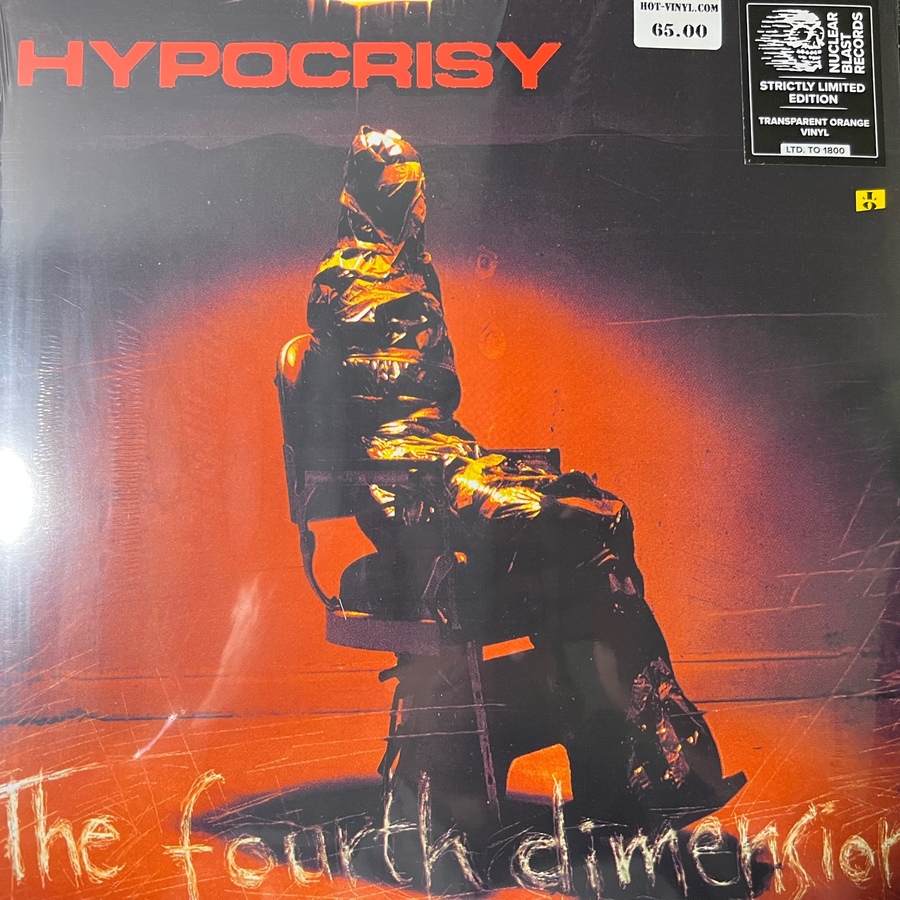 HYPOCRISY
HOT-VINYL.COM
65.00
NUCLEAR
BLAST
RECORDS
STRICTLY LIMITED
EDITION
TRANSPARENT ORANGE
VINYL
LTD. TO 1800
The fourth dimension